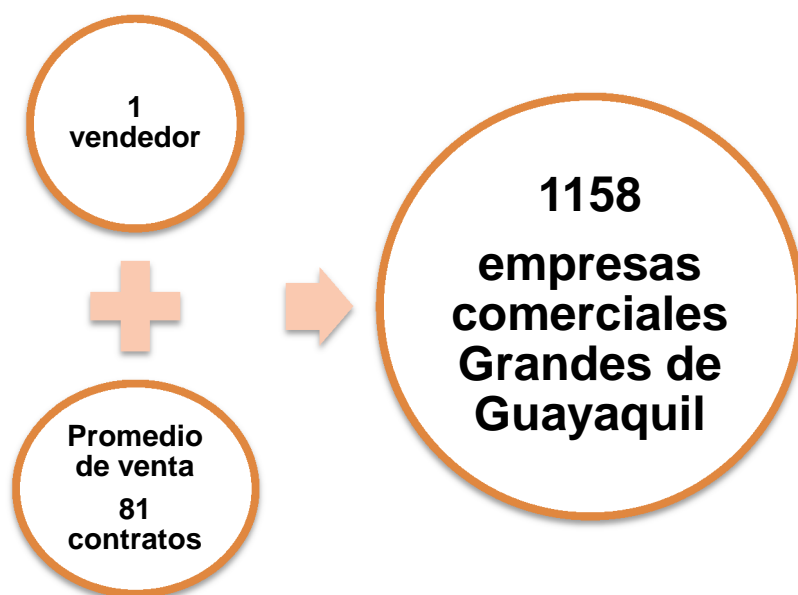 1
vendedor
Promedio
de venta
81
contratos
1158
empresas
comerciales
Grandes de
Guayaquil